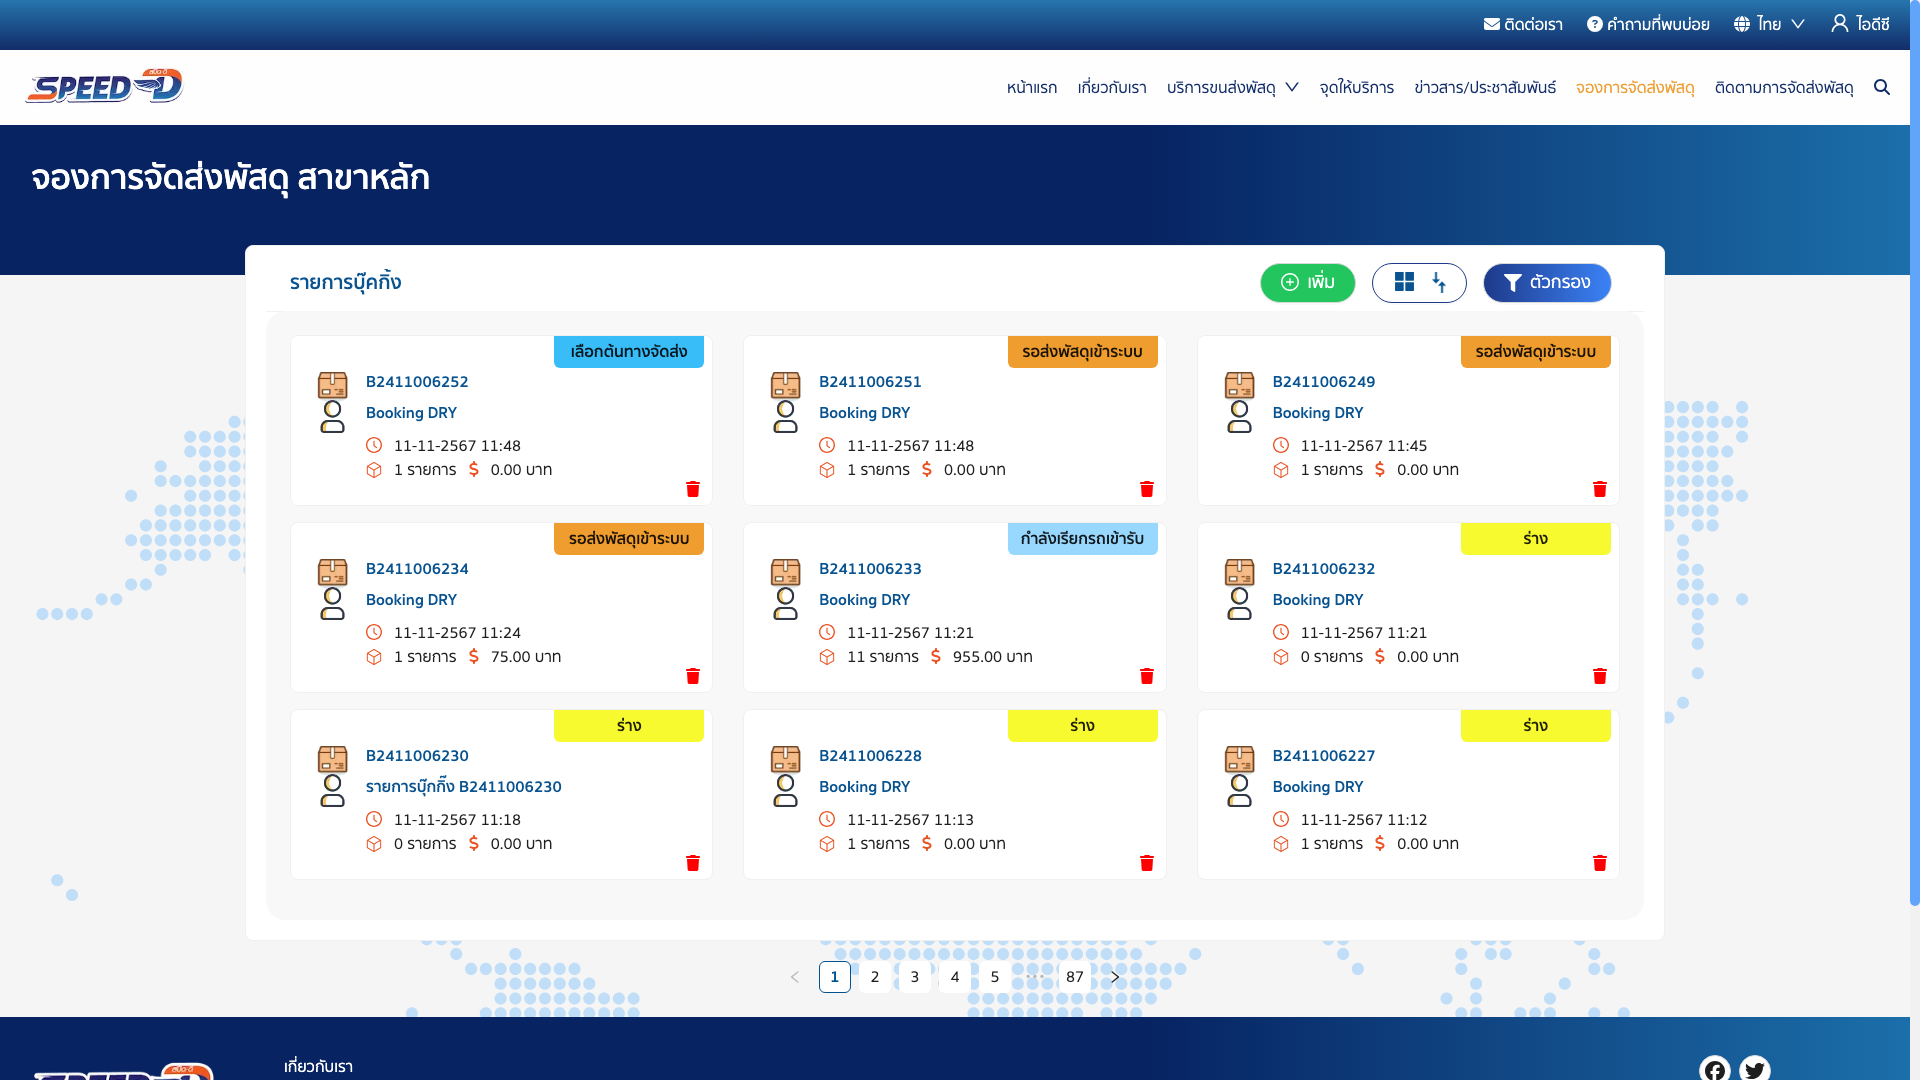 ติดต่อเรา คำถามที่พบบ่อย ไทย ไอดีซี
SPEED-D
หน้าแรก เกี่ยวกับเรา บริการขนส่งพัสดุ จุดให้บริการ ข่าวสาร/ประชาสัมพันธ์ จองการจัดส่งพัสดุ ติดตามการจัดส่งพัสดุ
จองการจัดส่งพัสดุ สาขาหลัก
รายการบุ๊คกิ้ง
เพิ่ม
ตัวกรอง
เลือกต้นทางจัดส่ง
B2411006252
Booking DRY
11-11-2567 11:48
1 รายการ $ 0.00 บาท
รอส่งพัสดุเข้าระบบ
B2411006251
Booking DRY
11-11-2567 11:48
1 รายการ $ 0.00 บาท
รอส่งพัสดุเข้าระบบ
B2411006249
Booking DRY
11-11-2567 11:45
1 รายการ $ 0.00 บาท
รอส่งพัสดุเข้าระบบ
B2411006234
Booking DRY
11-11-2567 11:24
1 รายการ $ 75.00 บาท
กำลังเรียกรถเข้ารับ
B2411006233
Booking DRY
11-11-2567 11:21
11 รายการ $ 955.00 บาท
ร่าง
B2411006232
Booking DRY
11-11-2567 11:21
0 รายการ $ 0.00 บาท
ร่าง
B2411006230
รายการบุ๊กกิ๊ง B2411006230
11-11-2567 11:18
0 รายการ $ 0.00 บาท
ร่าง
B2411006228
Booking DRY
11-11-2567 11:13
1 รายการ $ 0.00 บาท
ร่าง
B2411006227
Booking DRY
11-11-2567 11:12
1 รายการ $ 0.00 บาท
1 2 3 4 5 ••• 87
เกี่ยวกับเรา